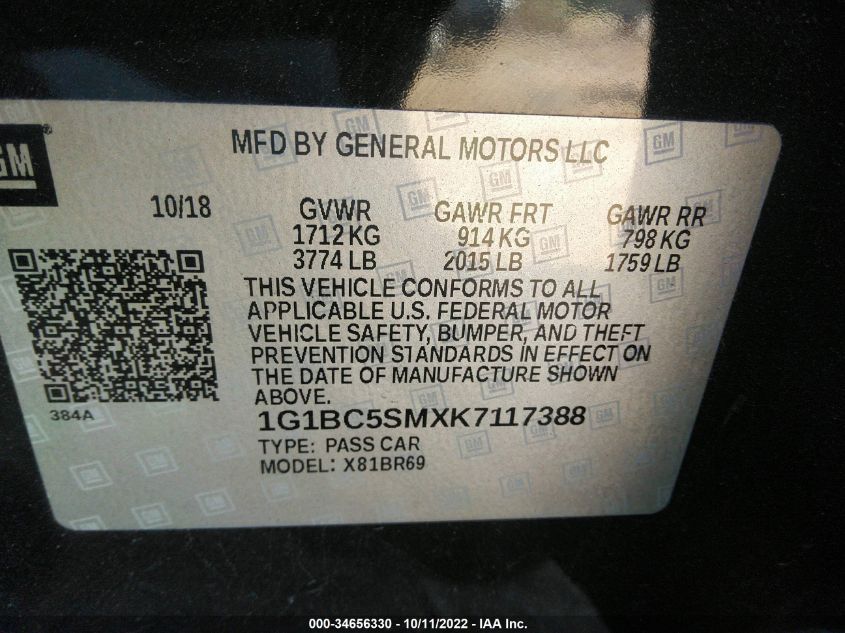 GM
MFD BY GENERAL MOTORS LLC
10/18 GVWR GAWR FRT GAWR RR
1712 KG 914 KG 798 KG
3774 LB 2015 LB 1759 LB
THIS VEHICLE CONFORMS TO ALL
APPLICABLE U.S. FEDERAL MOTOR
VEHICLE SAFETY, BUMPER, AND THEFT
PREVENTION STANDARDS IN EFFECT ON
THE DATE OF MANUFACTURE SHOWN
ABOVE.
384A
1G1BC5SMXK7117388
TYPE: PASS CAR
MODEL: X81BR69
000-34656330 - 10/11/2022 - IAA Inc.